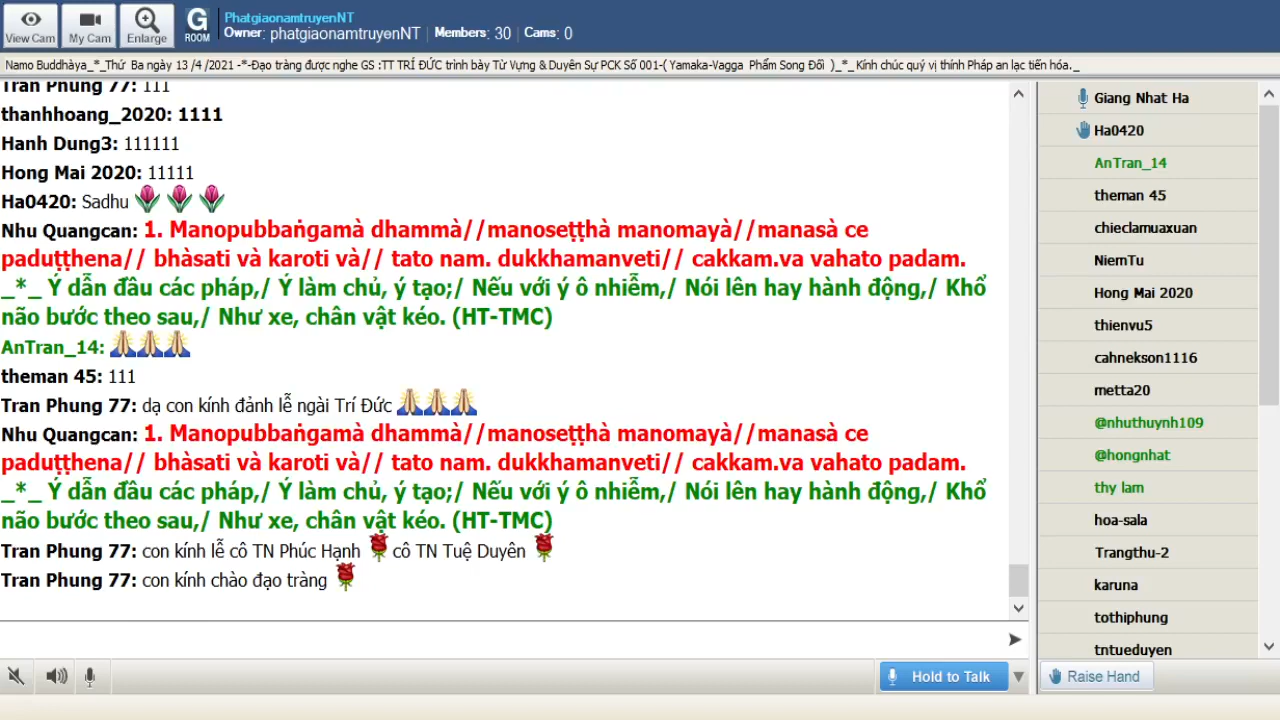 View Cam
My Cam
Enlarge
G
ROOM
PhatgiaonamtruyenNT
Owner: phatgiaonamtruyenNT Members: 30 Cams: 0
Namo Buddhàya_*_Thứ Ba ngày 13 /4 /2021 -*-Đạo tràng được nghe GS :TT TRÍ ĐỨC trình bày Từ Vựng & Duyên Sự PCK Số 001-( Yamaka-Vagga Phẩm Song Đối )_*_ Kính chúc quý vị thính Pháp an lạc tiến hóa._
Tran Phung 77: 111
thanhhoang_2020: 1111
Hanh Dung3: 111111
Hong Mai 2020: 11111
Ha0420: Sadhu
Nhu Quangcan: 1. Manopubbaṅgamà dhammà//manoseṭṭhà manomayà//manasà ce
paduṭṭhena// bhàsati và karoti và// tato nam. dukkhamanveti// cakkam.va vahato padam.
_*_ Ý dẫn đầu các pháp,/ Ý làm chủ, ý tạo;/ Nếu với ý ô nhiễm,/ Nói lên hay hành động,/ Khổ
não bước theo sau,/ Như xe, chân vật kéo. (HT-TMC)
AnTran_14:
theman 45: 111
Tran Phung 77: dạ con kính đảnh lễ ngài Trí Đức
Nhu Quangcan: 1. Manopubbaṅgamà dhammà//manoseṭṭhà manomayà//manasà ce
paduṭṭhena// bhàsati và karoti và// tato nam. dukkhamanveti// cakkam.va vahato padam.
_*_ Ý dẫn đầu các pháp,/ Ý làm chủ, ý tạo;/ Nếu với ý ô nhiễm,/ Nói lên hay hành động,/ Khổ
não bước theo sau,/ Như xe, chân vật kéo. (HT-TMC)
Tran Phung 77: con kính lễ cô TN Phúc Hạnh cô TN Tuệ Duyên
Tran Phung 77: con kính chào đạo tràng
Giang Nhat Ha
Ha0420
AnTran_14
theman 45
chieclamuaxuan
NiemTu
Hong Mai 2020
thienvu5
cahnekson1116
metta20
@nhuthuynh109
@hongnhat
thy lam
hoa-sala
Trangthu-2
karuna
tothiphung
tntueduyen
Hold to Talk
Raise Hand